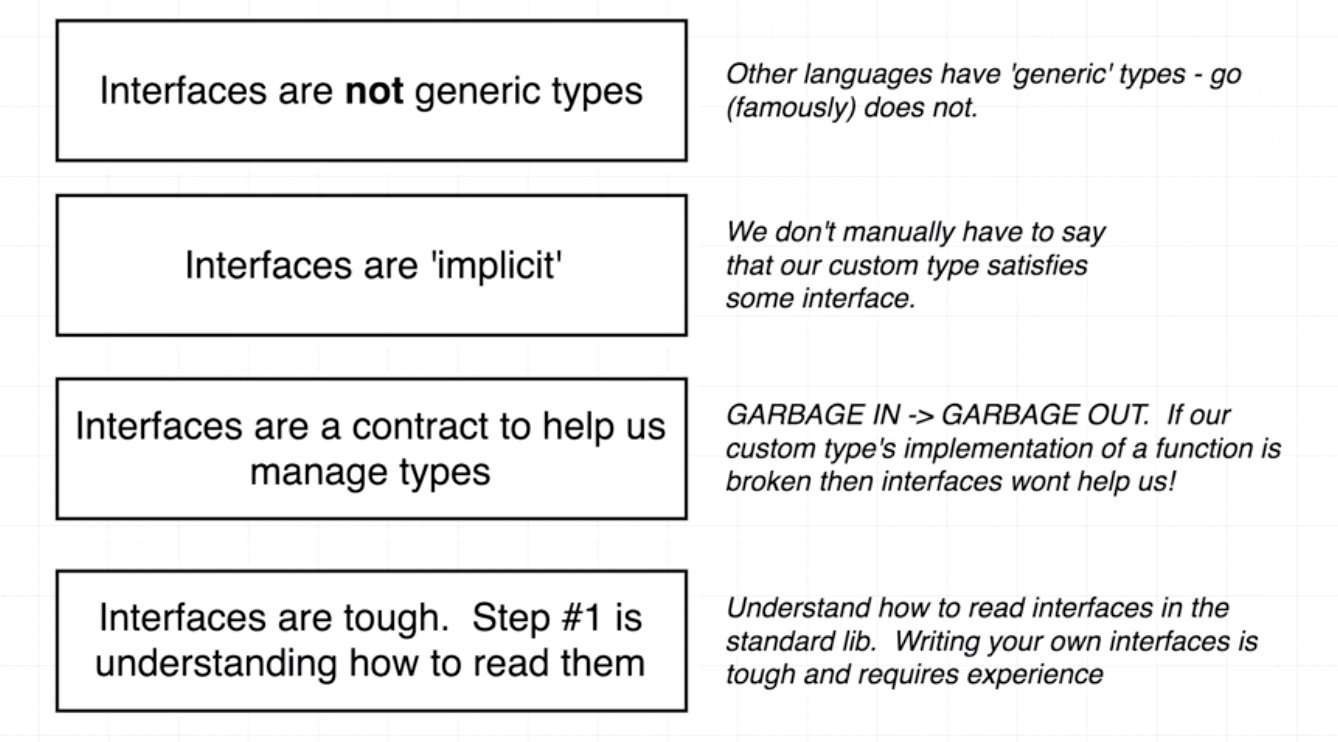 Interfaces are not generic types
Other languages have 'generic' types - go
(famously) does not.
Interfaces are 'implicit'
We don't manually have to say
that our custom type satisfies
some interface.
Interfaces are a contract to help us
manage types
GARBAGE IN -> GARBAGE OUT.  If our
custom type's implementation of a function is
broken then interfaces wont help us!
Interfaces are tough.  Step #1 is
understanding how to read them
Understand how to read interfaces in the
standard lib.  Writing your own interfaces is
tough and requires experience